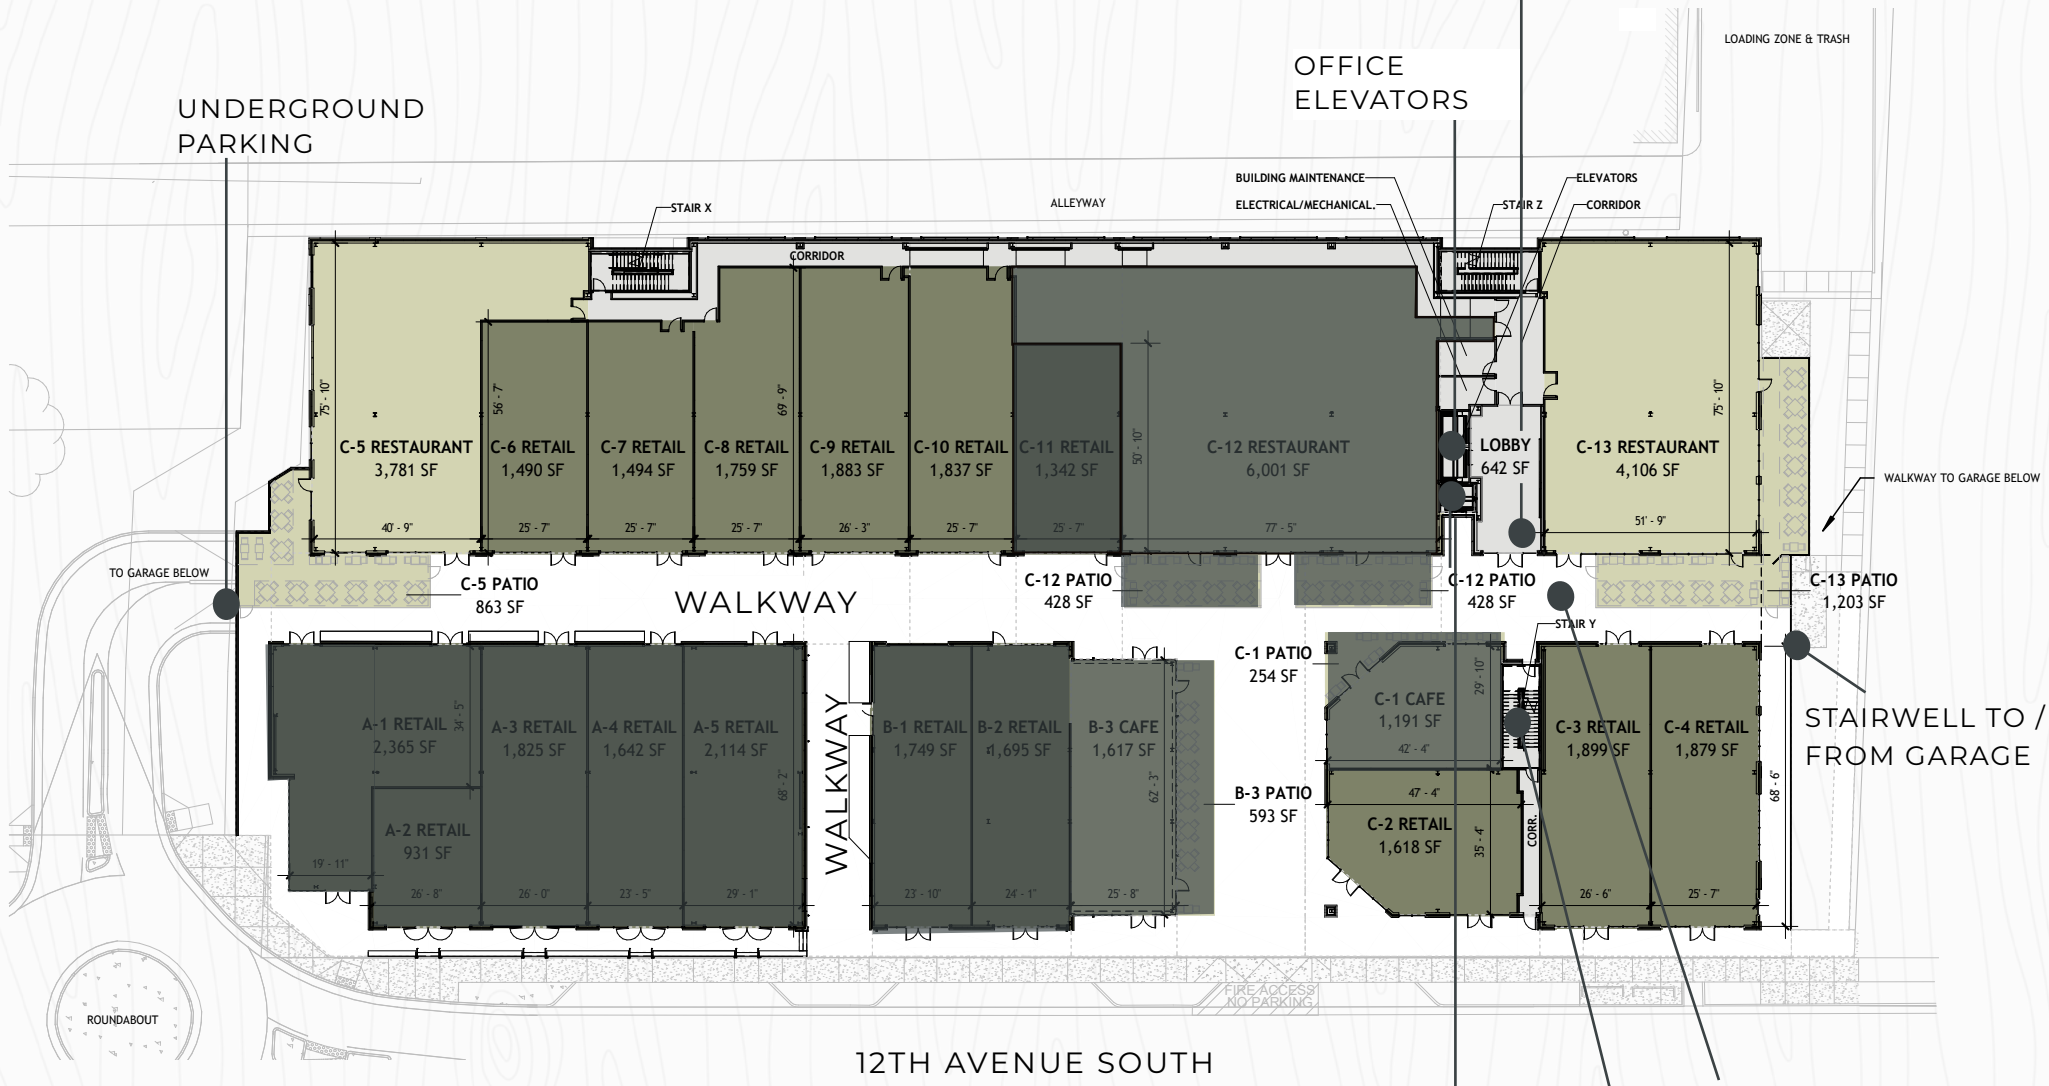 LOADING ZONE & TRASH
OFFICE
ELEVATORS
UNDERGROUND
PARKING
BUILDING MAINTENANCE
ELEVATORS
STAIR X
ALLEYWAY
ELECTRICAL/MECHANICAL.
STAIR Z
CORRIDOR
CORRIDOR
75' - 10"
56' - 7"
69' - 9"
50' - 10"
75' - 10"
C-5 RESTAURANT
3,781 SF
C-6 RETAIL
1,490 SF
C-7 RETAIL
1,494 SF
C-8 RETAIL
1,759 SF
C-9 RETAIL
1,883 SF
C-10 RETAIL
1,837 SF
C-11 RETAIL
1,342 SF
C-12 RESTAURANT
6,001 SF
LOBBY
642 SF
C-13 RESTAURANT
4,106 SF
WALKWAY TO GARAGE BELOW
40' - 9"
25' - 7"
25' - 7"
25' - 7"
26' - 3"
25' - 7"
25' - 7"
77' - 5"
51' - 9"
TO GARAGE BELOW
C-5 PATIO
863 SF
WALKWAY
C-12 PATIO
428 SF
C-12 PATIO
428 SF
C-13 PATIO
1,203 SF
STAIR Y
C-1 PATIO
254 SF
29' - 10"
C-1 CAFE
1,191 SF
42' - 4"
A-1 RETAIL
2,365 SF
34' - 5"
A-3 RETAIL
1,825 SF
A-4 RETAIL
1,642 SF
A-5 RETAIL
2,114 SF
68' - 2"
WALKWAY
B-1 RETAIL
1,749 SF
B-2 RETAIL
1,695 SF
B-3 CAFE
1,617 SF
62' - 3"
C-3 RETAIL
1,899 SF
C-4 RETAIL
1,879 SF
STAIRWELL TO /
FROM GARAGE
68' - 6"
B-3 PATIO
593 SF
47' - 4"
C-2 RETAIL
1,618 SF
35' - 4"
CORR.
A-2 RETAIL
931 SF
19' - 11"
26' - 8"
26' - 0"
23' - 5"
29' - 1"
23' - 10"
24' - 1"
25' - 8"
26' - 6"
25' - 7"
FIRE ACCESS
NO PARKING
ROUNDABOUT
12TH AVENUE SOUTH